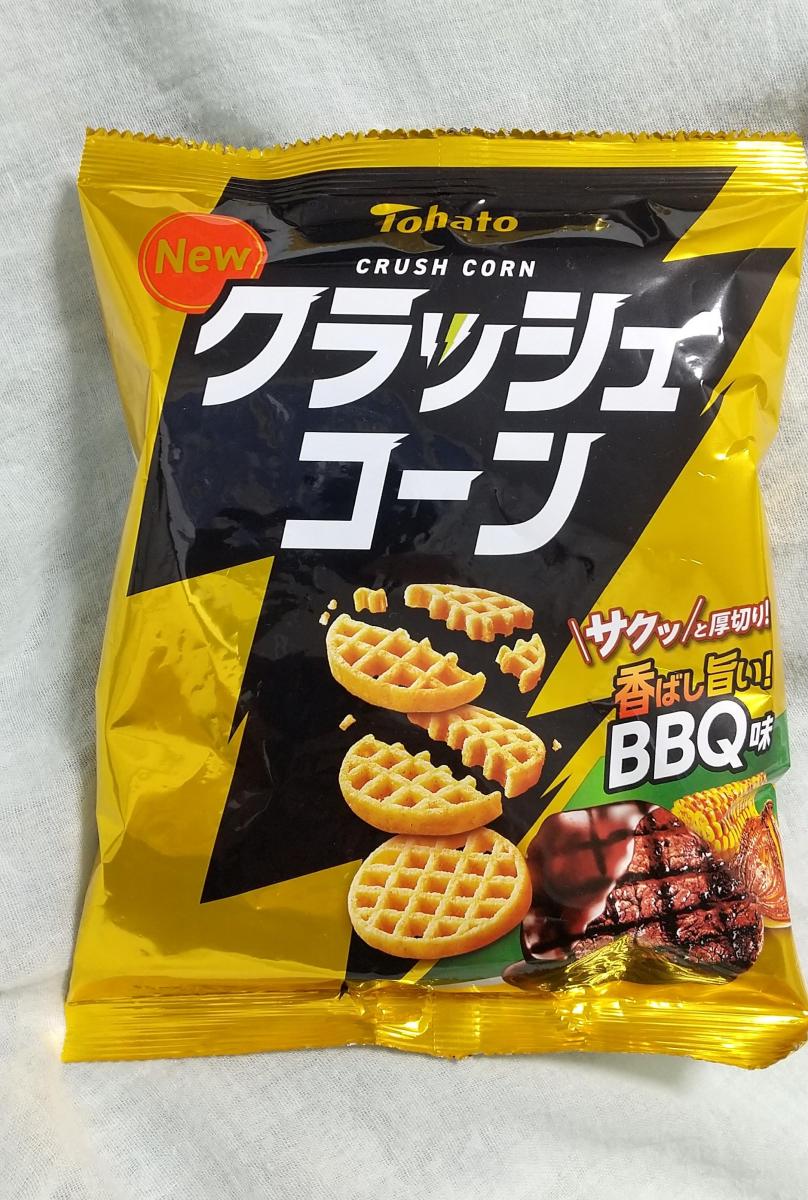 Tohato
New
CRUSH CORN
クラッシュ
コーン
サクッと厚切り!
香ばし旨い!
BBQ味